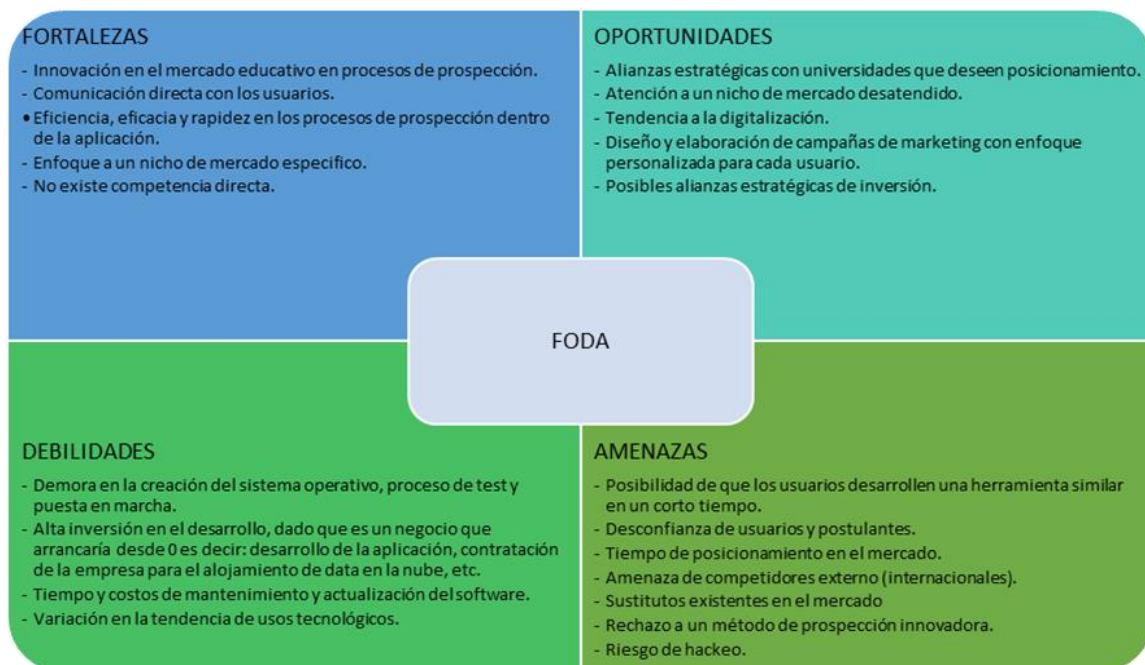 FORTALEZAS
- Innovación en el mercado educativo en procesos de prospección.
- Comunicación directa con los usuarios.
• Eficiencia, eficacia y rapidez en los procesos de prospección dentro
de la aplicación.
- Enfoque a un nicho de mercado especifico.
- No existe competencia directa.
OPORTUNIDADES
- Alianzas estratégicas con universidades que deseen posicionamiento.
- Atención a un nicho de mercado desatendido.
- Tendencia a la digitalización.
- Diseño y elaboración de campañas de marketing con enfoque
personalizada para cada usuario.
- Posibles alianzas estratégicas de inversión.
FODA
DEBILIDADES
- Demora en la creación del sistema operativo, proceso de test y
puesta en marcha.
- Alta inversión en el desarrollo, dado que es un negocio que
arrancaría desde 0 es decir: desarrollo de la aplicación, contratación
de la empresa para el alojamiento de data en la nube, etc.
- Tiempo y costos de mantenimiento y actualización del software.
- Variación en la tendencia de usos tecnológicos.
AMENAZAS
- Posibilidad de que los usuarios desarrollen una herramienta similar
en un corto tiempo.
- Desconfianza de usuarios y postulantes.
- Tiempo de posicionamiento en el mercado.
- Amenaza de competidores externo (internacionales).
- Sustitutos existentes en el mercado
- Rechazo a un método de prospección innovadora.
- Riesgo de hackeo.